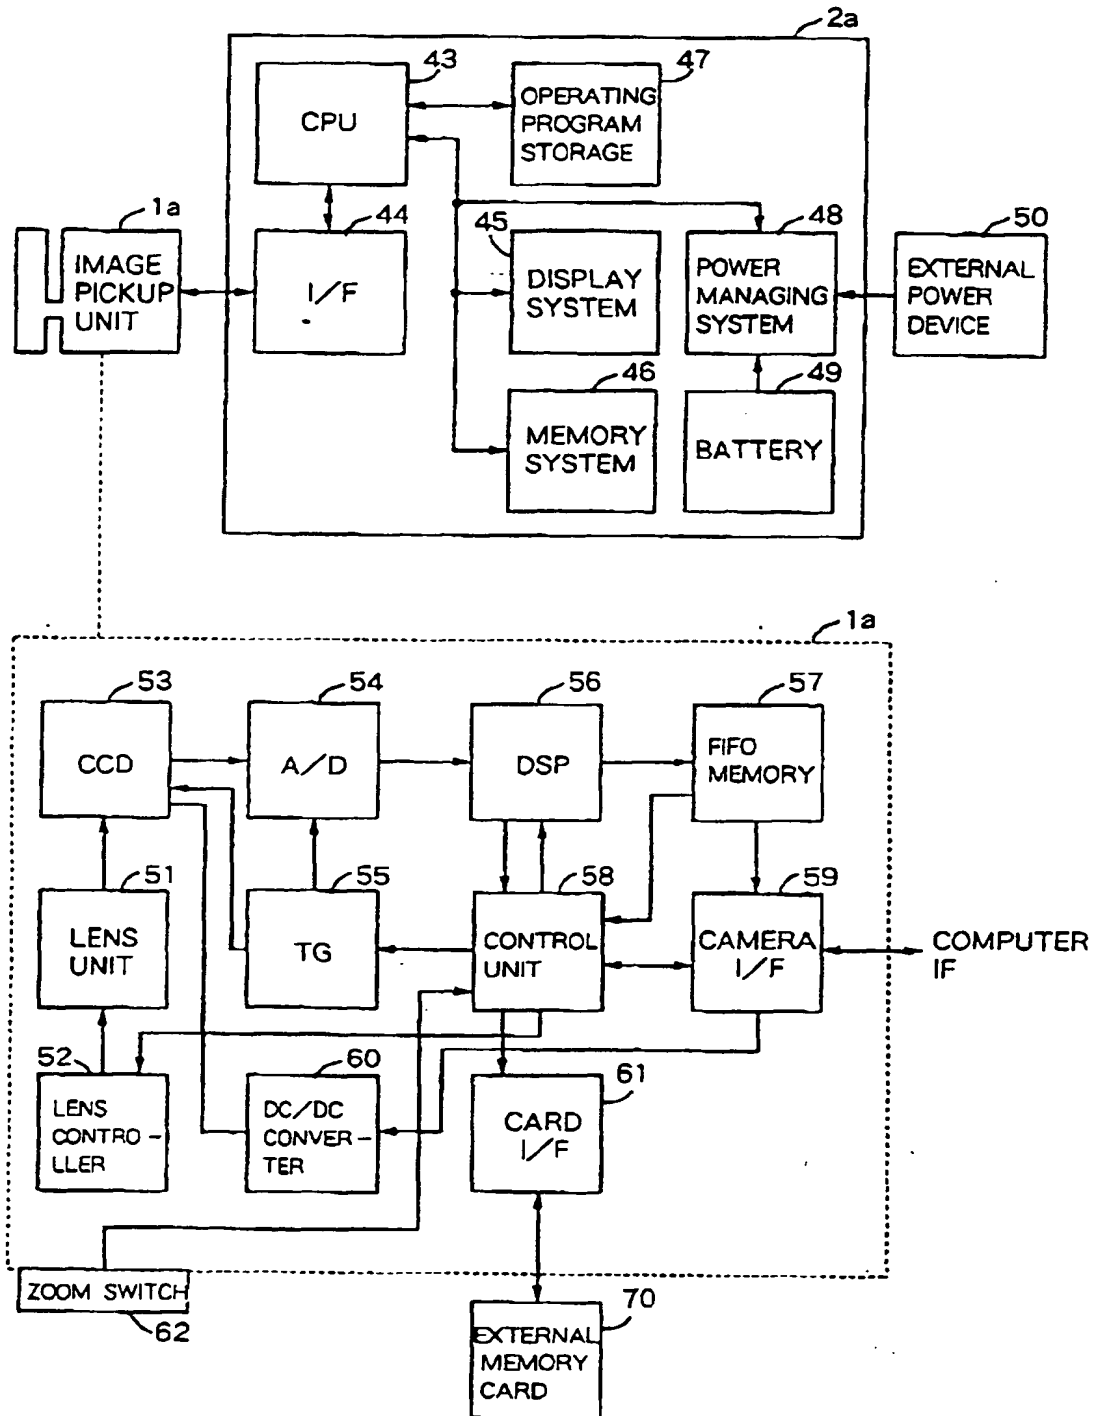 2a
43
CPU
47
OPERATING
PROGRAM
STORAGE
1a
IMAGE
PICKUP
UNIT
44
I/F
45
DISPLAY
SYSTEM
48
POWER
MANAGING
SYSTEM
50
EXTERNAL
POWER
DEVICE
46
MEMORY
SYSTEM
49
BATTERY
1a
53
CCD
54
A/D
56
DSP
57
FIFO
MEMORY
51
LENS
UNIT
55
TG
58
CONTROL
UNIT
59
CAMERA
I/F
COMPUTER
IF
52
LENS
CONTRO-
LLER
60
DC/DC
CONVER-
TER
61
CARD
I/F
ZOOM SWITCH
62
70
EXTERNAL
MEMORY
CARD